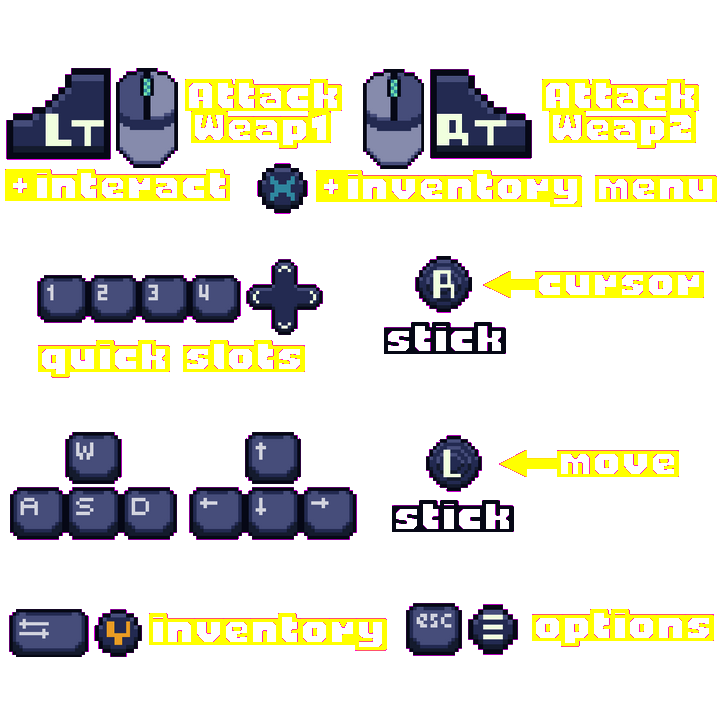 LT Attack Weap1
RT Attack Weap2
+interact X +inventory menu
1 2 3 4
quick slots
R ← cursor
stick
W ↑
A S D ← ↓ →
L ← move
stick
Y inventory
esc options